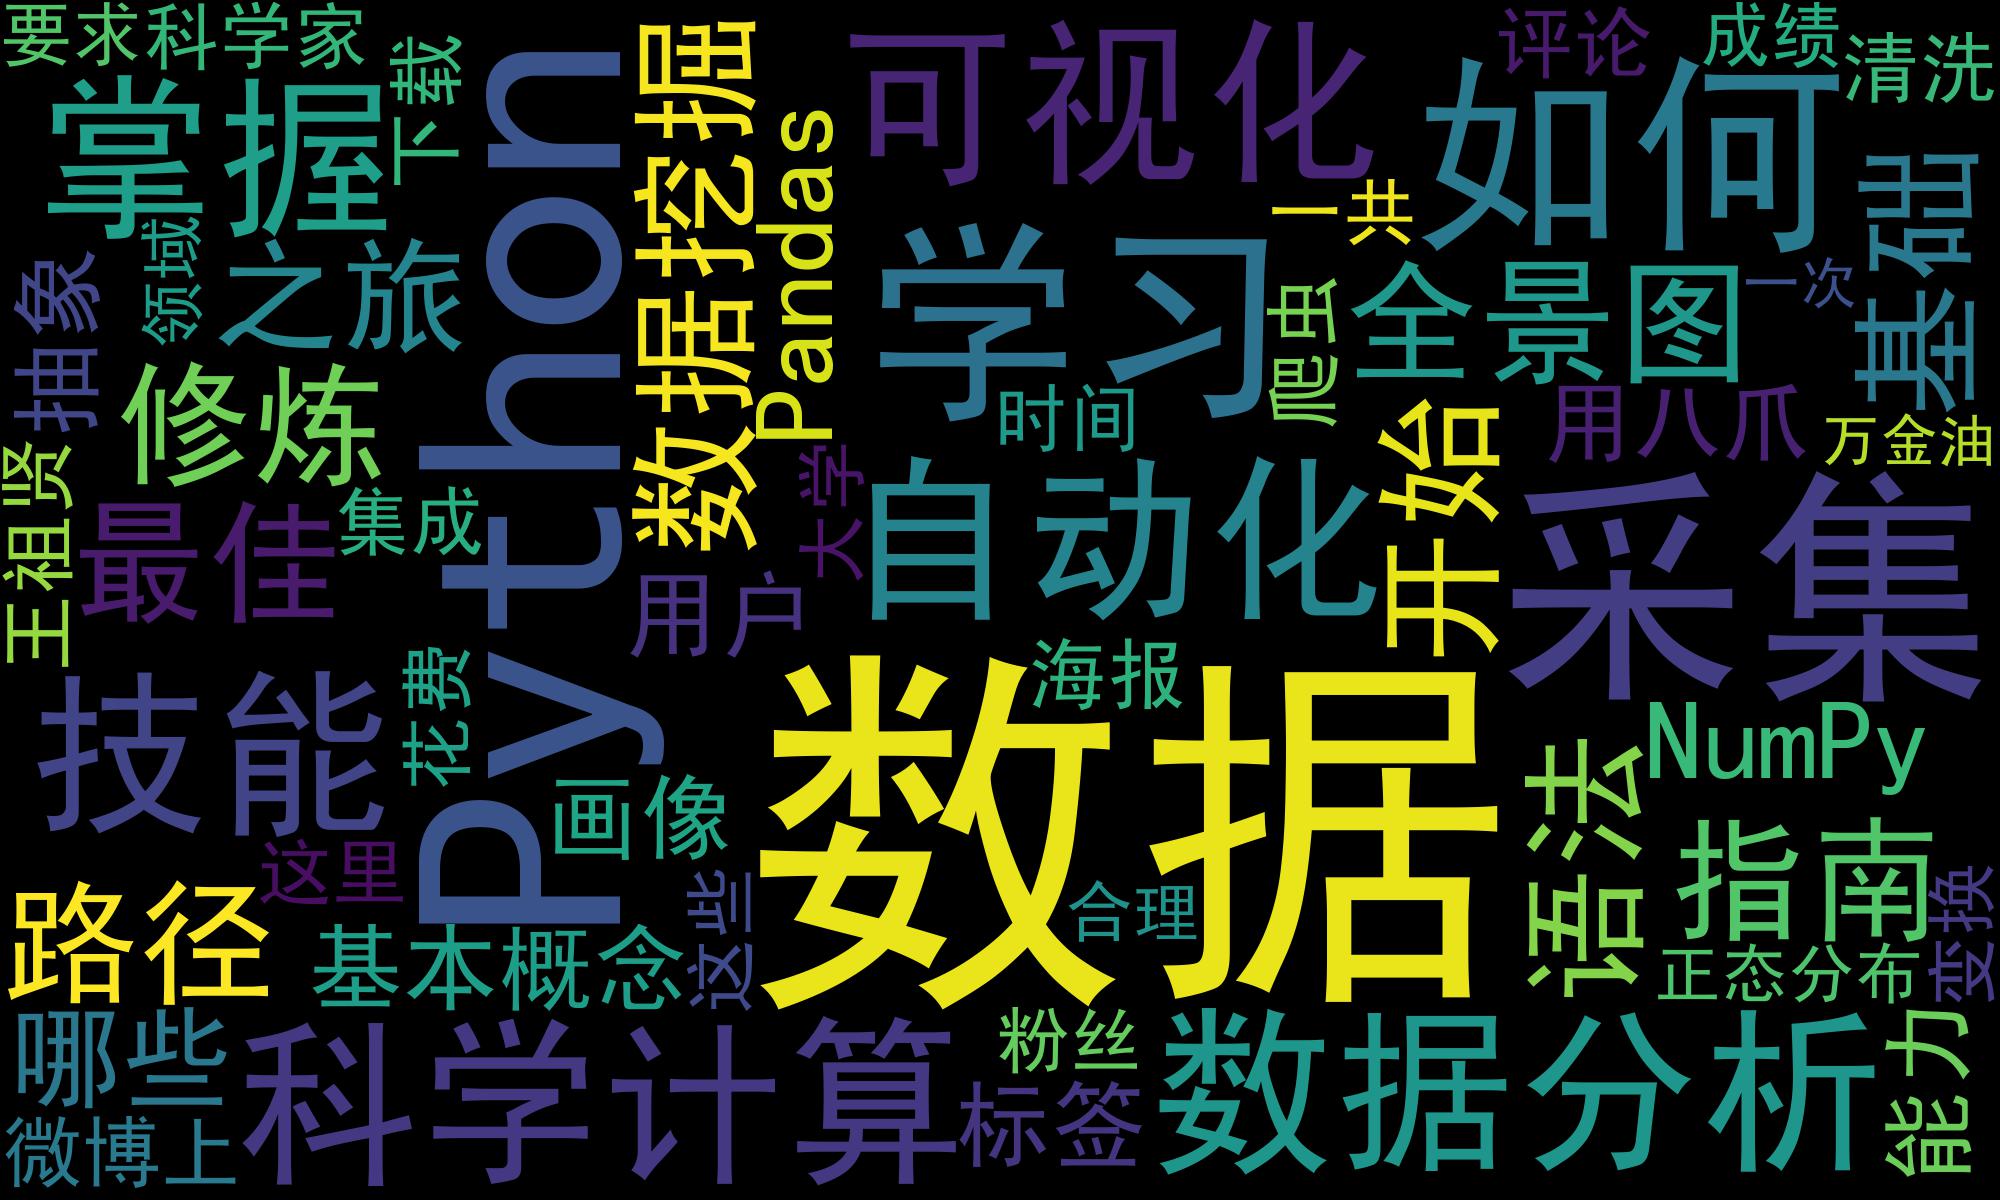 要求科学家
下载
数据挖掘
可视化
评论
成绩
清洗
掌握
Python
Pandas
如何
一共
基础
领域
之旅
学习
爬虫
全景图
一次
抽象
修炼
时间
开始
用八爪
万金油
王祖贤
最佳
集成
大学
自动化
采集
用户
技能
花费
海报
数据
NumPy
画像
语法
指南
这里
路径
基本概念
这些
合理
变换
正态分布
哪些
科学计算
粉丝
数据分析
能力
微博上
标签